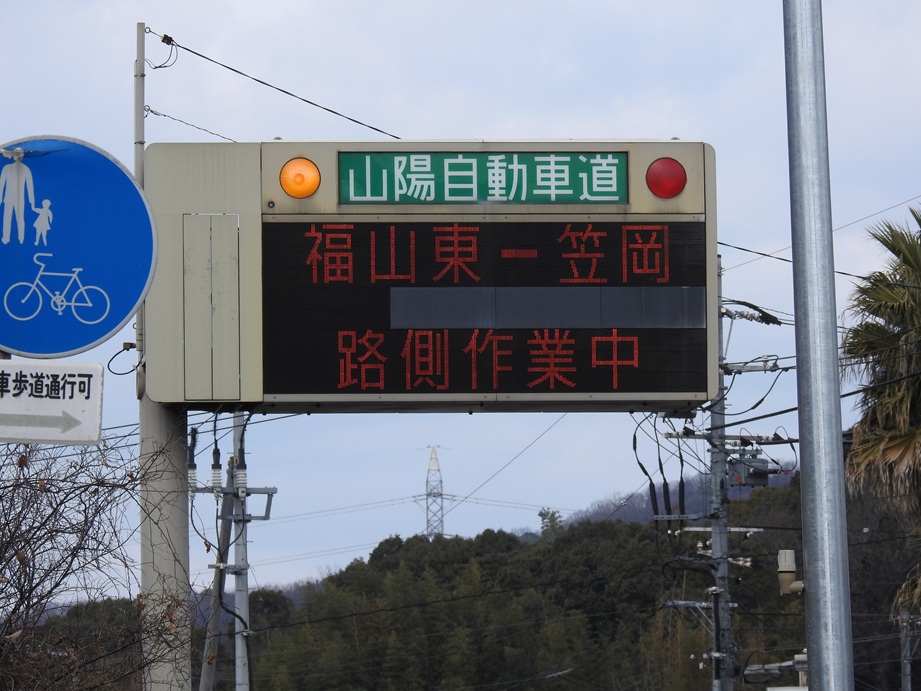 山陽自動車道
福山東ー笠岡
路側作業中
車歩道通行可